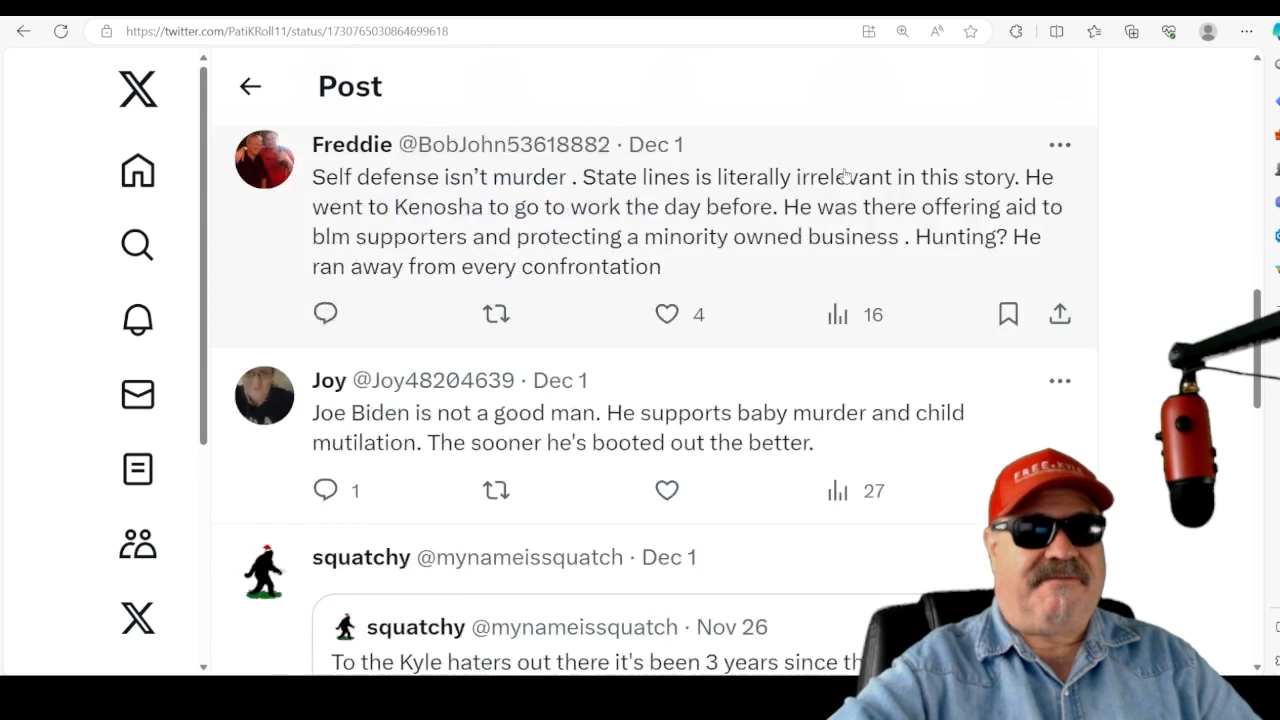 https://twitter.com/PatiKRoll11/status/1730765030864699618
Post
Freddie @BobJohn53618882 · Dec 1
Self defense isn’t murder . State lines is literally irrelevant in this story. He
went to Kenosha to go to work the day before. He was there offering aid to
blm supporters and protecting a minority owned business . Hunting? He
ran away from every confrontation
4
16
Joy @Joy48204639 · Dec 1
Joe Biden is not a good man. He supports baby murder and child
mutilation. The sooner he's booted out the better.
1
27
squatchy @mynameissquatch · Dec 1
squatchy @mynameissquatch · Nov 26
To the Kyle haters out there it's been 3 years since th
FREE KYLE